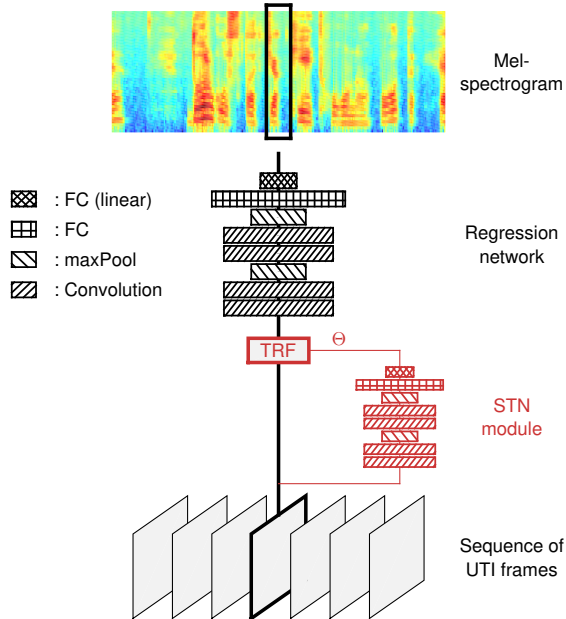 Mel-
spectrogram
: FC (linear)
: FC
: maxPool
: Convolution
Regression
network
TRF
Θ
STN
module
Sequence of
UTI frames